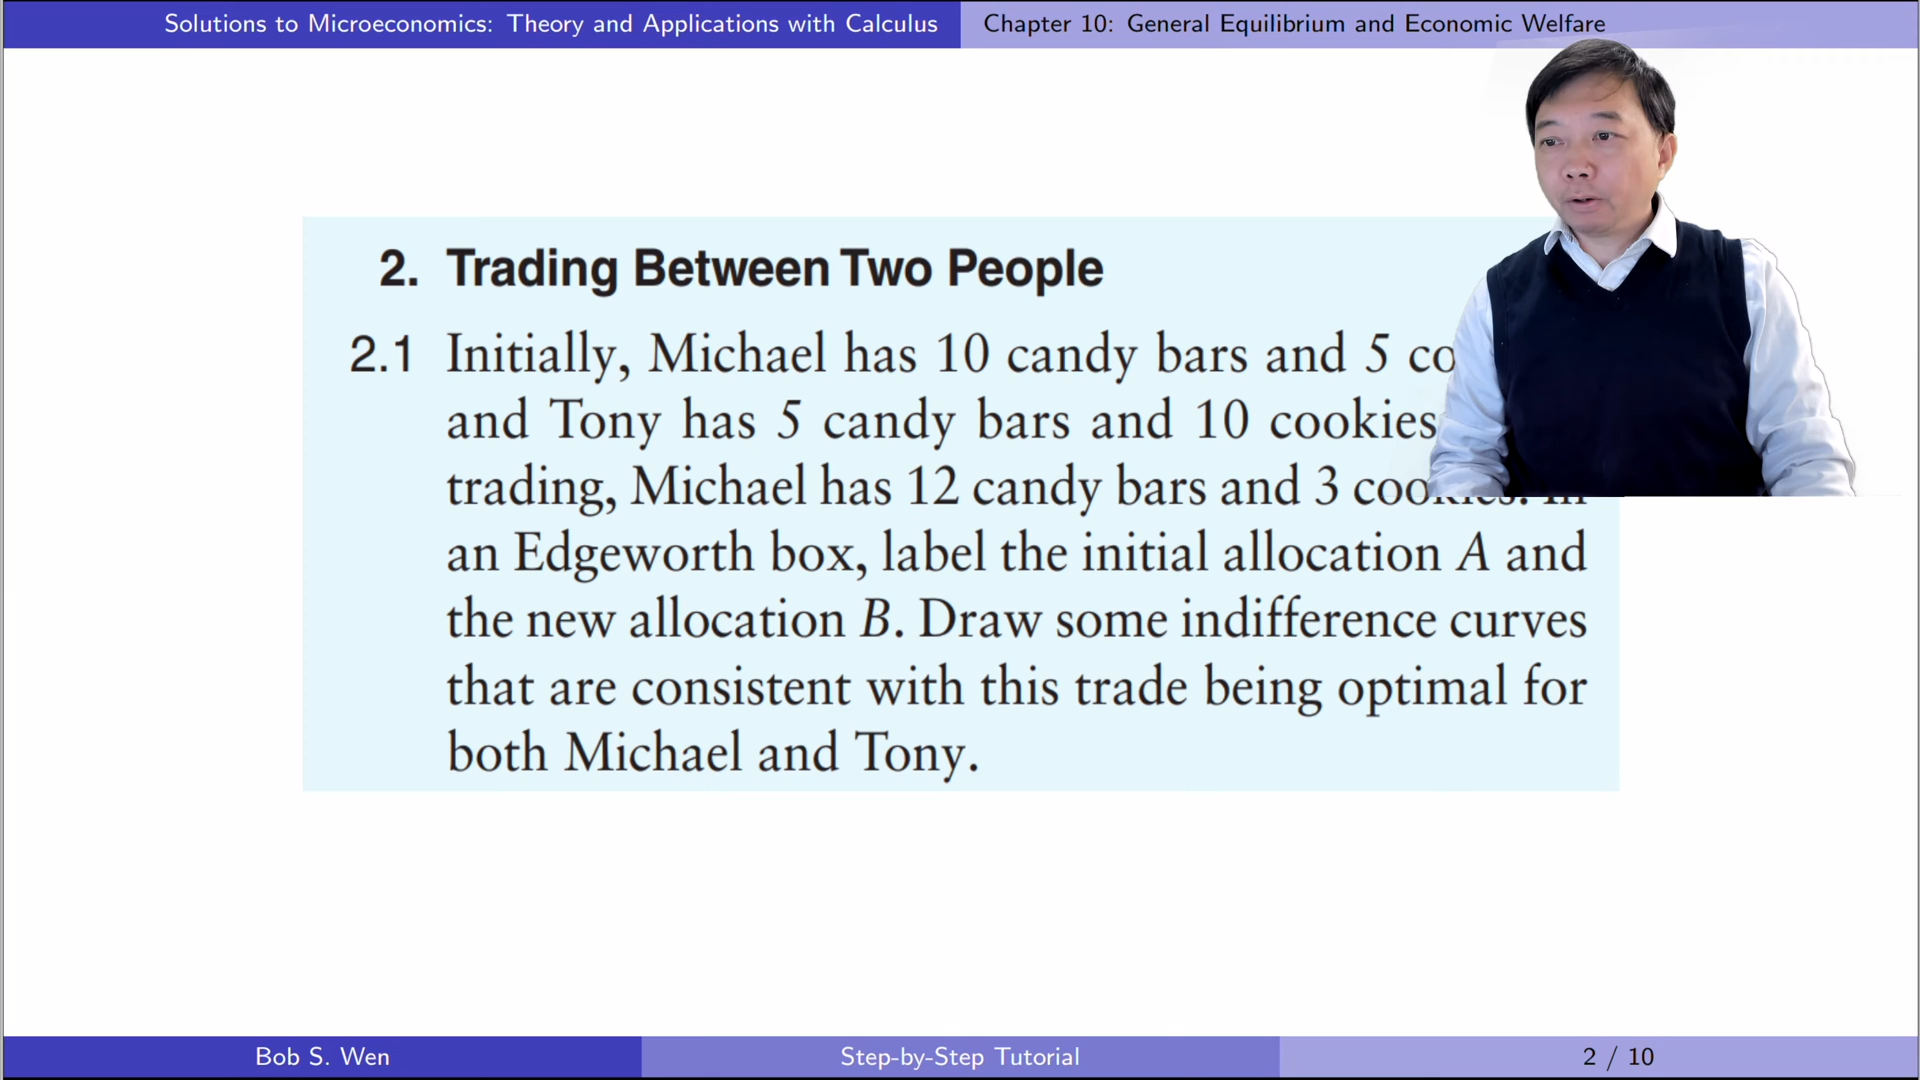 Solutions to Microeconomics: Theory and Applications with Calculus
Chapter 10: General Equilibrium and Economic Welfare
2. Trading Between Two People
2.1 Initially, Michael has 10 candy bars and 5
and Tony has 5 candy bars and 10 cookies
trading, Michael has 12 candy bars and 3 cookies. In
an Edgeworth box, label the initial allocation A and
the new allocation B. Draw some indifference curves
that are consistent with this trade being optimal for
both Michael and Tony.
Bob S. Wen
Step-by-Step Tutorial
2 / 10